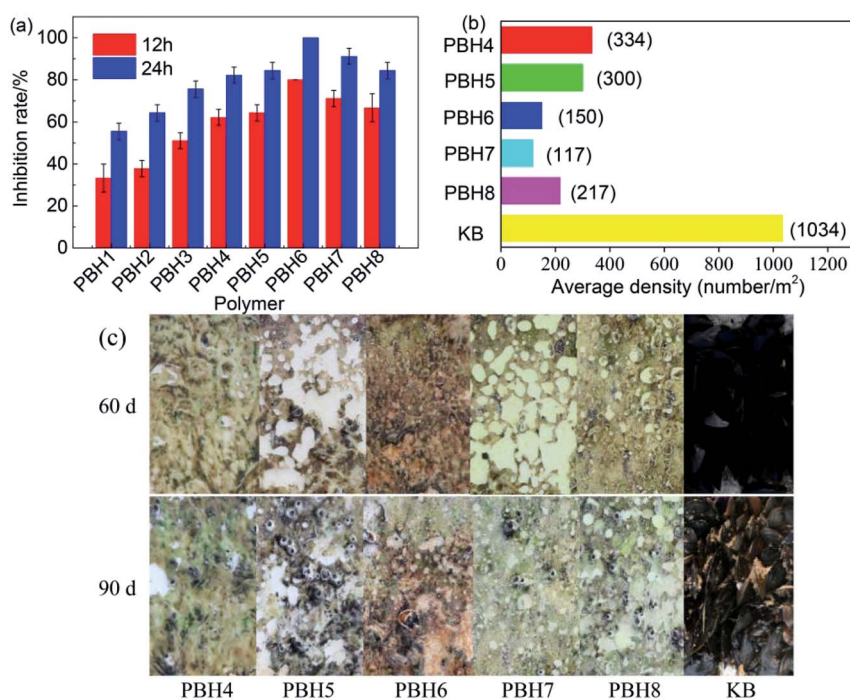 (a)
12h
24h
100
80
60
40
20
0
Inhibition rate/%
PBH1
PBH2
PBH3
PBH4
PBH5
PBH6
PBH7
PBH8
Polymer
(b)
PBH4 (334)
PBH5 (300)
PBH6 (150)
PBH7 (117)
PBH8 (217)
KB (1034)
0 200 400 600 800 1000 1200
Average density (number/m²)
(c)
60 d
90 d
PBH4 PBH5 PBH6 PBH7 PBH8 KB